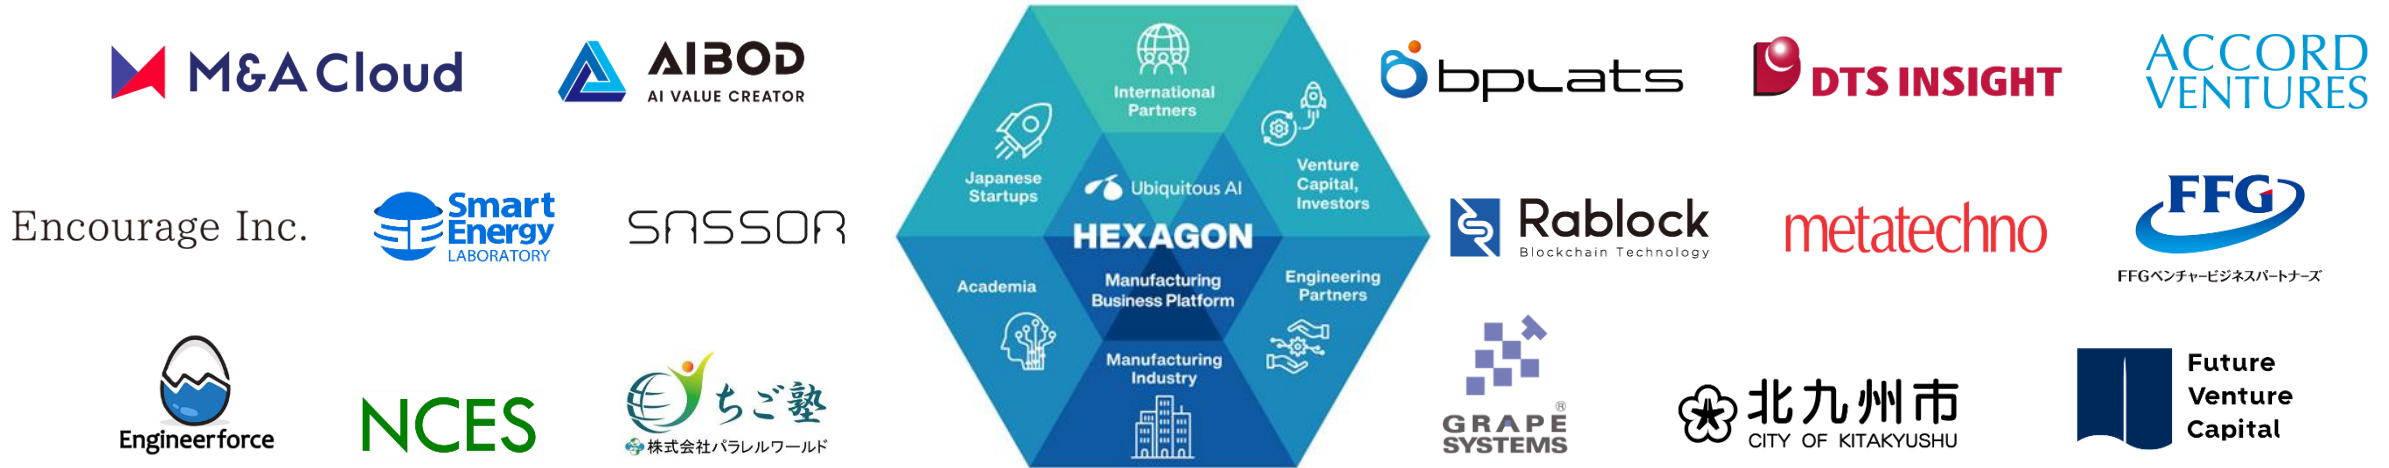 M&A Cloud
AIBOD
AI VALUE CREATOR
Encourage Inc.
Smart
Energy
LABORATORY
SASSOR
Engineerforce
NCES
ちご塾
株式会社パラレルワールド
International
Partners
Japanese
Startups
Venture
Capital,
Investors
Ubiquitous AI
HEXAGON
Manufacturing
Business Platform
Academia
Engineering
Partners
Manufacturing
Industry
bplats
DTS INSIGHT
ACCORD
VENTURES
Rablock
Blockchain Technology
metatechno
FFG
FFGベンチャービジネスパートナーズ
GRAPE
SYSTEMS
®
北九州市
CITY OF KITAKYUSHU
Future
Venture
Capital